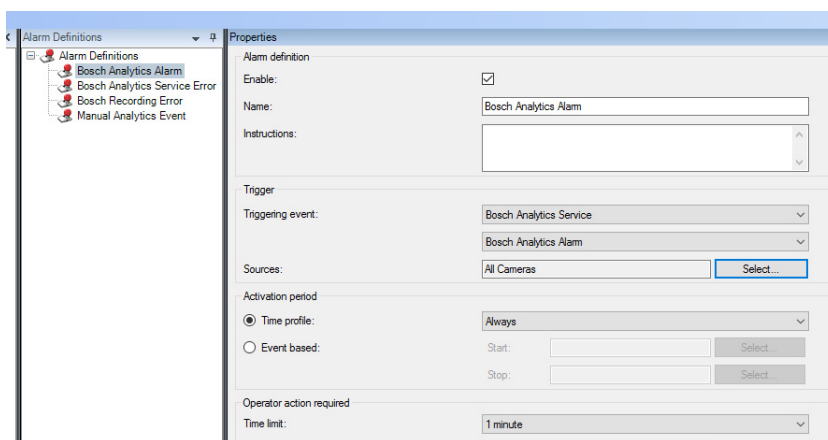 Alarm Definitions
Alarm Definitions
Bosch Analytics Alarm
Bosch Analytics Service Error
Bosch Recording Error
Manual Analytics Event
Properties
Alarm definition
Enable:
Name: Bosch Analytics Alarm
Instructions:
Trigger
Triggering event: Bosch Analytics Service
Bosch Analytics Alarm
Sources: All Cameras Select...
Activation period
Time profile: Always
Event based: Start: Select...
Stop: Select...
Operator action required
Time limit: 1 minute